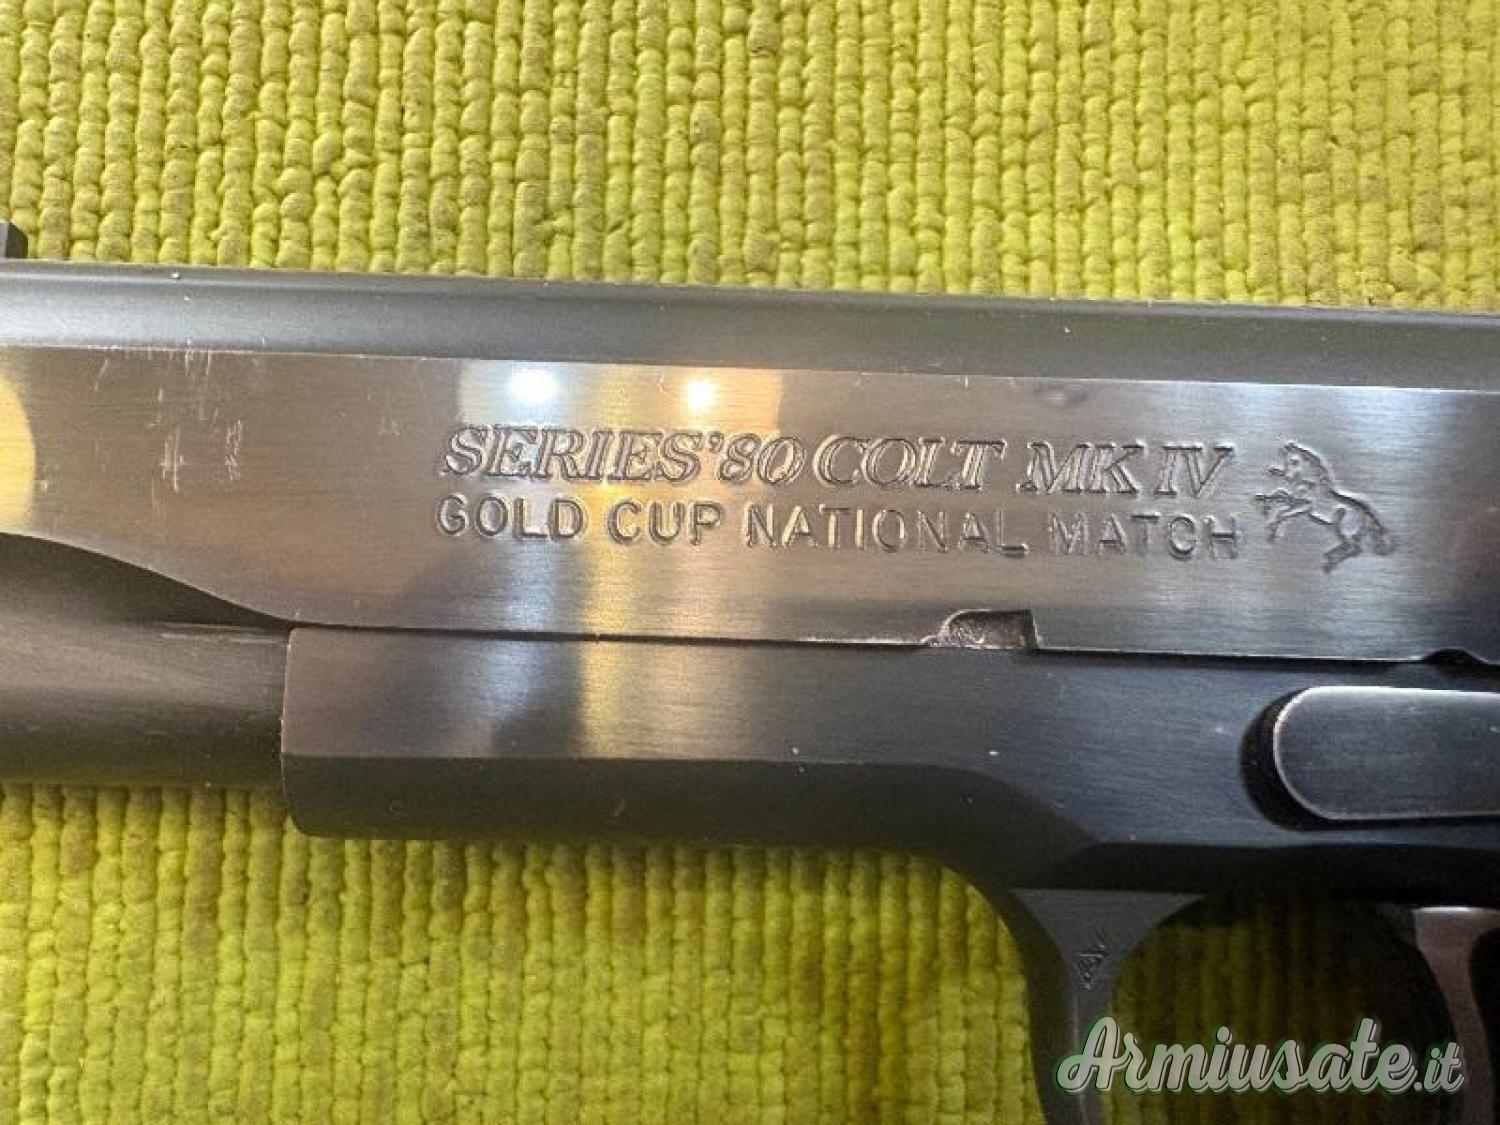 SERIES'80 COLT MK IV
GOLD CUP NATIONAL MATCH
Armiusate.it